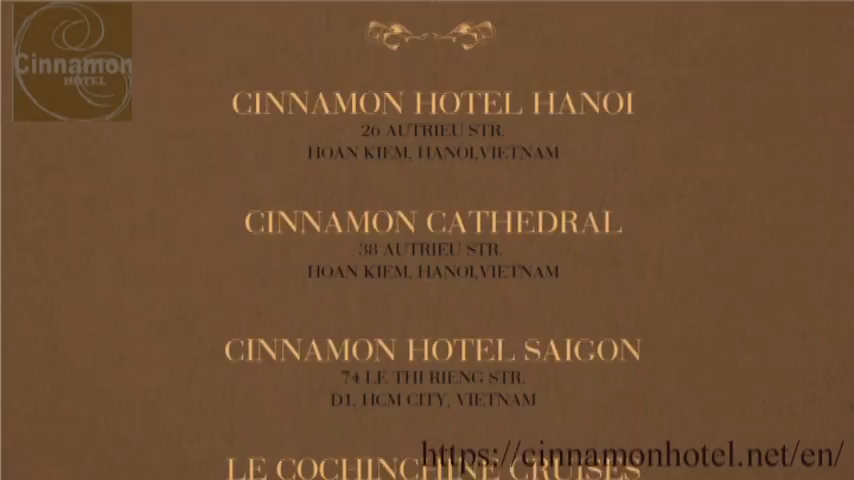 Cinnamon
HOTEL
CINNAMON HOTEL HANOI
26 AUTRIEU STR.
HOAN KIEM, HANOI,VIETNAM
CINNAMON CATHEDRAL
38 AUTRIEU STR.
HOAN KIEM, HANOI,VIETNAM
CINNAMON HOTEL SAIGON
74 LE THI RIENG STR.
D1, HCM CITY, VIETNAM
LE COCHINCHINE CRUISES
https://cinnamonhotel.net/en/